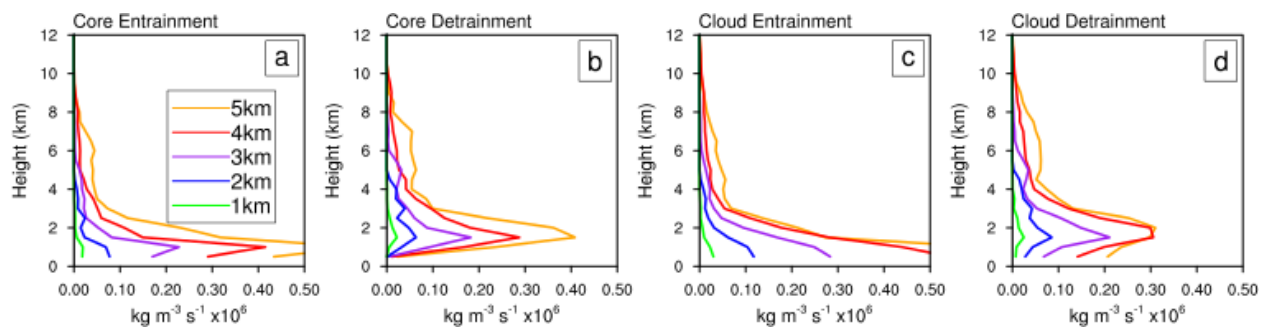 Core Entrainment
Core Detrainment
Cloud Entrainment
Cloud Detrainment
12
10
8
6
4
2
0
Height (km)
a
5km
4km
3km
2km
1km
0.00 0.10 0.20 0.30 0.40 0.50
kg m⁻³ s⁻¹ x10⁶
12
10
8
6
4
2
0
Height (km)
b
0.00 0.10 0.20 0.30 0.40 0.50
kg m⁻³ s⁻¹ x10⁶
12
10
8
6
4
2
0
Height (km)
c
0.00 0.10 0.20 0.30 0.40 0.50
kg m⁻³ s⁻¹ x10⁶
12
10
8
6
4
2
0
Height (km)
d
0.00 0.10 0.20 0.30 0.40 0.50
kg m⁻³ s⁻¹ x10⁶